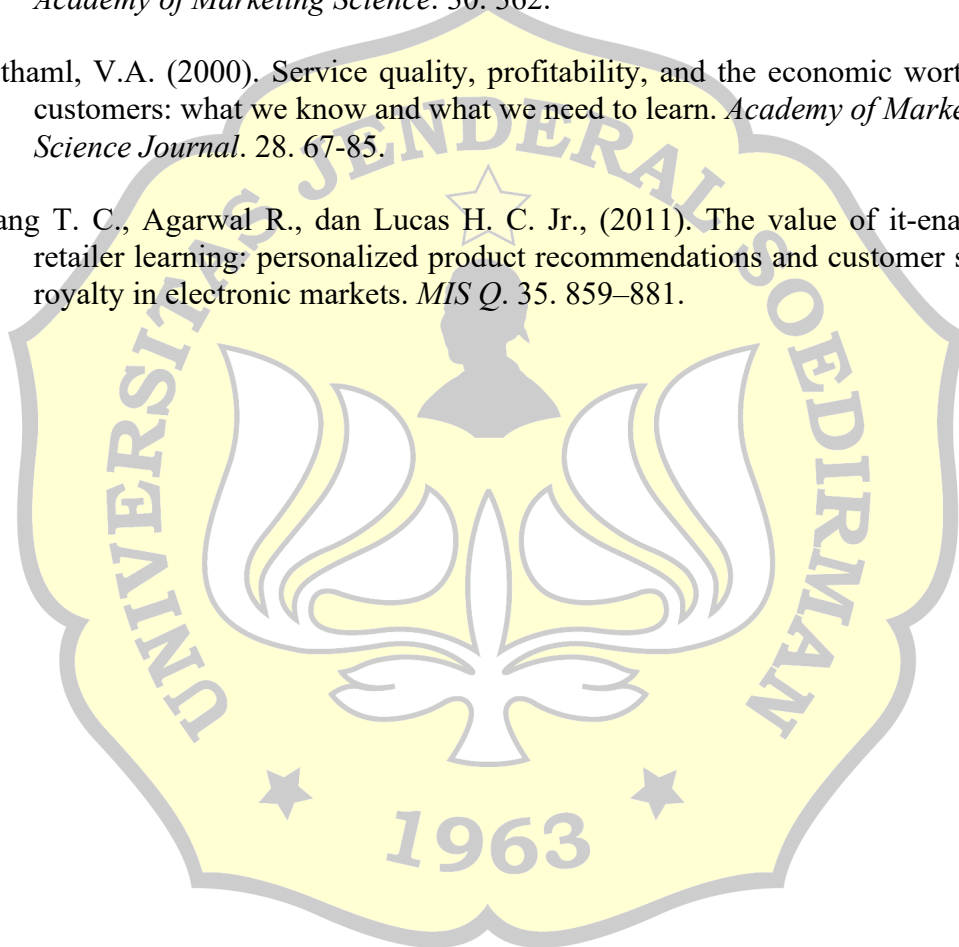 Academy of Marketing Science. 30. 362.
thaml, V.A. (2000). Service quality, profitability, and the economic wort
customers: what we know and what we need to learn. Academy of Marke
Science Journal. 28. 67-85.
ang T. C., Agarwal R., dan Lucas H. C. Jr., (2011). The value of it-ena
retailer learning: personalized product recommendations and customer s
royalty in electronic markets. MIS Q. 35. 859–881.
UNIVERSITAS JENDERAL SOEDIRMAN
1963